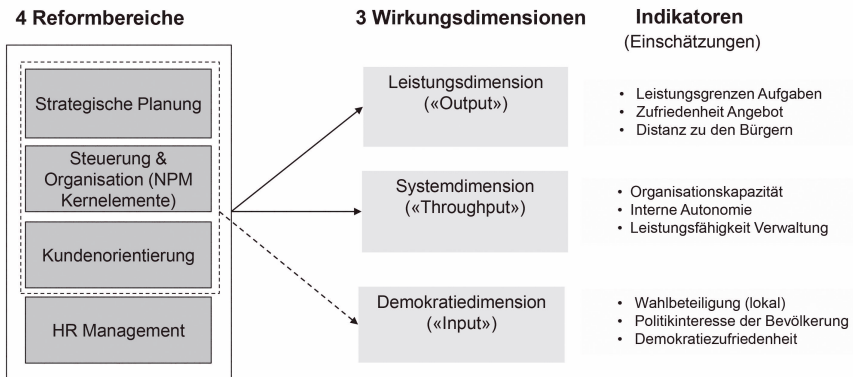 4 Reformbereiche
Strategische Planung
Steuerung &
Organisation (NPM
Kernelemente)
Kundenorientierung
HR Management
3 Wirkungsdimensionen
Leistungsdimension
(«Output»)
Systemdimension
(«Throughput»)
Demokratiedimension
(«Input»)
Indikatoren
(Einschätzungen)
• Leistungsgrenzen Aufgaben
• Zufriedenheit Angebot
• Distanz zu den Bürgern
• Organisationskapazität
• Interne Autonomie
• Leistungsfähigkeit Verwaltung
• Wahlbeteiligung (lokal)
• Politikinteresse der Bevölkerung
• Demokratiezufriedenheit